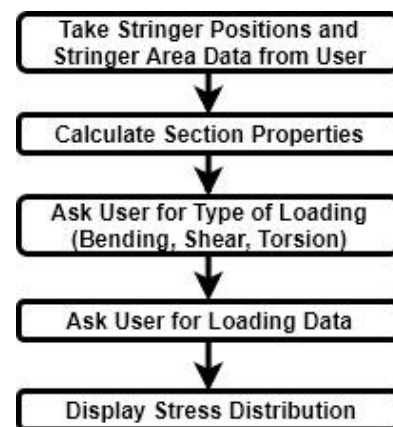 Take Stringer Positions and
Stringer Area Data from User
Calculate Section Properties
Ask User for Type of Loading
(Bending, Shear, Torsion)
Ask User for Loading Data
Display Stress Distribution